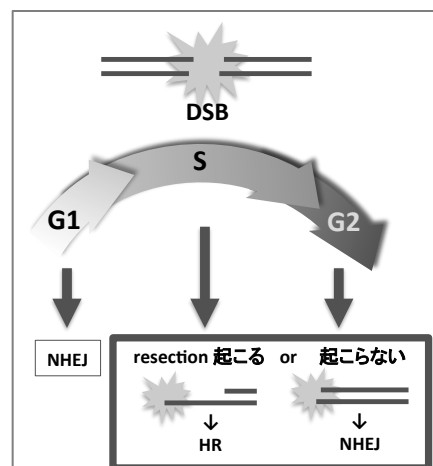 DSB
S
G1
G2
NHEJ
resection 起こる or 起こらない
↓ ↓
HR NHEJ